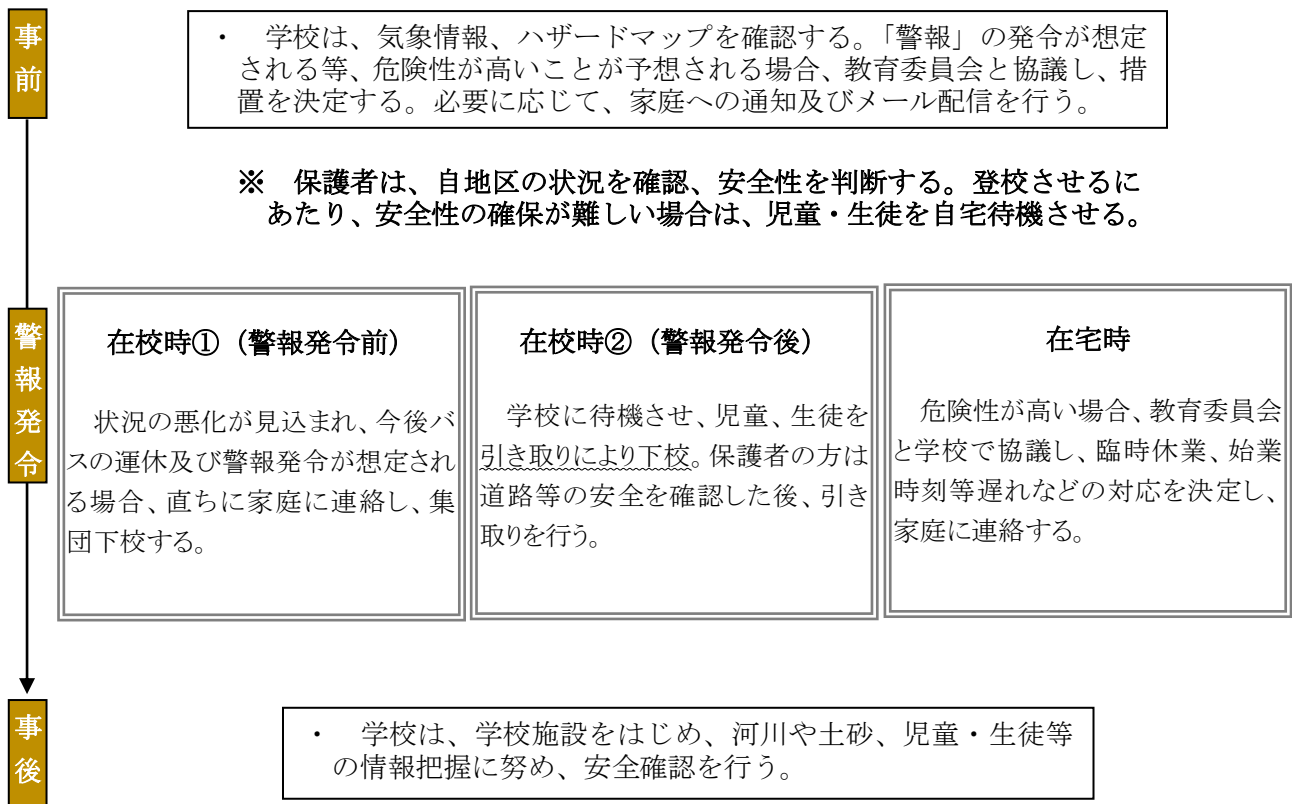 事前
・　学校は、気象情報、ハザードマップを確認する。「警報」の発令が想定
される等、危険性が高いことが予想される場合、教育委員会と協議し、措
置を決定する。必要に応じて、家庭への通知及びメール配信を行う。
※　保護者は、自地区の状況を確認、安全性を判断する。登校させるに
あたり、安全性の確保が難しい場合は、児童・生徒を自宅待機させる。
警報発令
在校時①（警報発令前）
状況の悪化が見込まれ、今後バ
スの運休及び警報発令が想定され
る場合、直ちに家庭に連絡し、集
団下校する。
在校時②（警報発令後）
学校に待機させ、児童、生徒を
引き取りにより下校。保護者の方は
道路等の安全を確認した後、引き
取りを行う。
在宅時
危険性が高い場合、教育委員会
と学校で協議し、臨時休業、始業
時刻等遅れなどの対応を決定し、
家庭に連絡する。
事後
・　学校は、学校施設をはじめ、河川や土砂、児童・生徒等
の情報把握に努め、安全確認を行う。